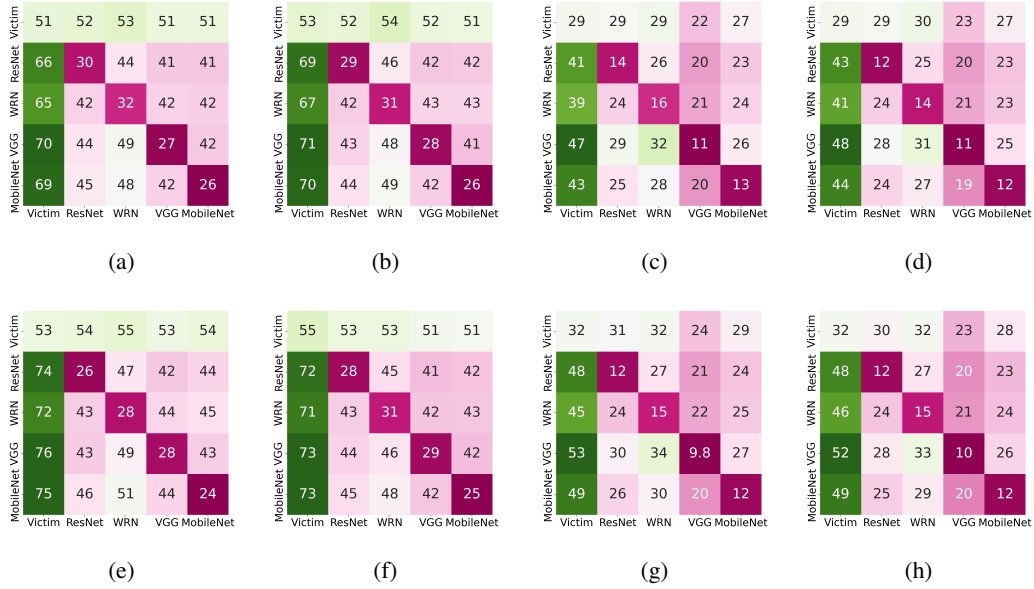 Victim 51 52 53 51 51
ResNet 66 30 44 41 41
WRN 65 42 32 42 42
VGG 70 44 49 27 42
MobileNet 69 45 48 42 26
Victim ResNet WRN VGG MobileNet
(a)
Victim 53 52 54 52 51
ResNet 69 29 46 42 42
WRN 67 42 31 43 43
VGG 71 43 48 28 41
MobileNet 70 44 49 42 26
Victim ResNet WRN VGG MobileNet
(b)
Victim 29 29 29 22 27
ResNet 41 14 26 20 23
WRN 39 24 16 21 24
VGG 47 29 32 11 26
MobileNet 43 25 28 20 13
Victim ResNet WRN VGG MobileNet
(c)
Victim 29 29 30 23 27
ResNet 43 12 25 20 23
WRN 41 24 14 21 23
VGG 48 28 31 11 25
MobileNet 44 24 27 19 12
Victim ResNet WRN VGG MobileNet
(d)
Victim 53 54 55 53 54
ResNet 74 26 47 42 44
WRN 72 43 28 44 45
VGG 76 43 49 28 43
MobileNet 75 46 51 44 24
Victim ResNet WRN VGG MobileNet
(e)
Victim 55 53 53 51 51
ResNet 72 28 45 41 42
WRN 71 43 31 42 43
VGG 73 44 46 29 42
MobileNet 73 45 48 42 25
Victim ResNet WRN VGG MobileNet
(f)
Victim 32 31 32 24 29
ResNet 48 12 27 21 24
WRN 45 24 15 22 25
VGG 53 30 34 9.8 27
MobileNet 49 26 30 20 12
Victim ResNet WRN VGG MobileNet
(g)
Victim 32 30 32 23 28
ResNet 48 12 27 20 23
WRN 46 24 15 21 24
VGG 52 28 33 10 26
MobileNet 49 25 29 20 12
Victim ResNet WRN VGG MobileNet
(h)